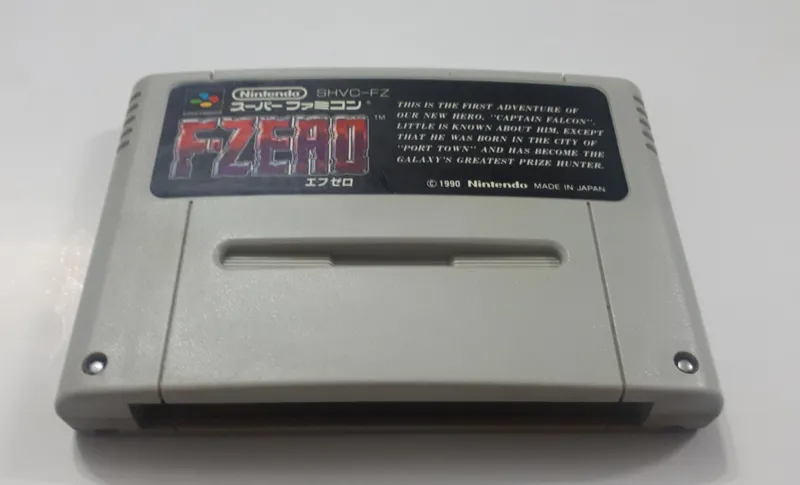 Nintendo SHVC-FZ
スーパーファミコン®
F-ZERO™
エフゼロ
THIS IS THE FIRST ADVENTURE OF
OUR NEW HERO, "CAPTAIN FALCON".
LITTLE IS KNOWN ABOUT HIM, EXCEPT
THAT HE WAS BORN IN THE CITY OF
"PORT TOWN" AND HAS BECOME THE
GALAXY'S GREATEST PRIZE HUNTER.
©1990 Nintendo MADE IN JAPAN